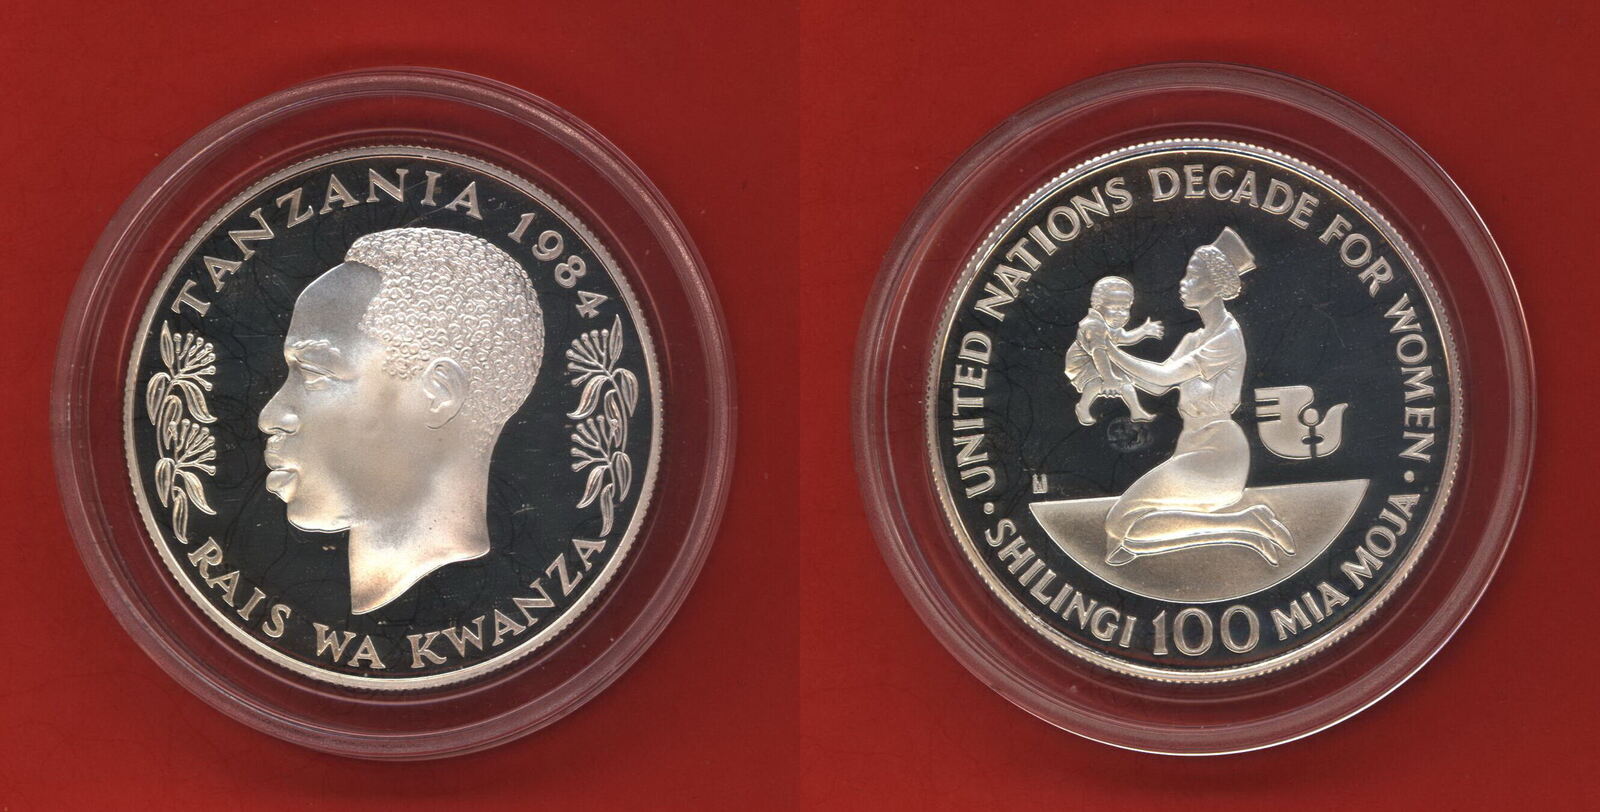 TANZANIA 1984
RAIS WA KWANZA
UNITED NATIONS DECADE FOR WOMEN
SHILINGI 100 MIA MOJA